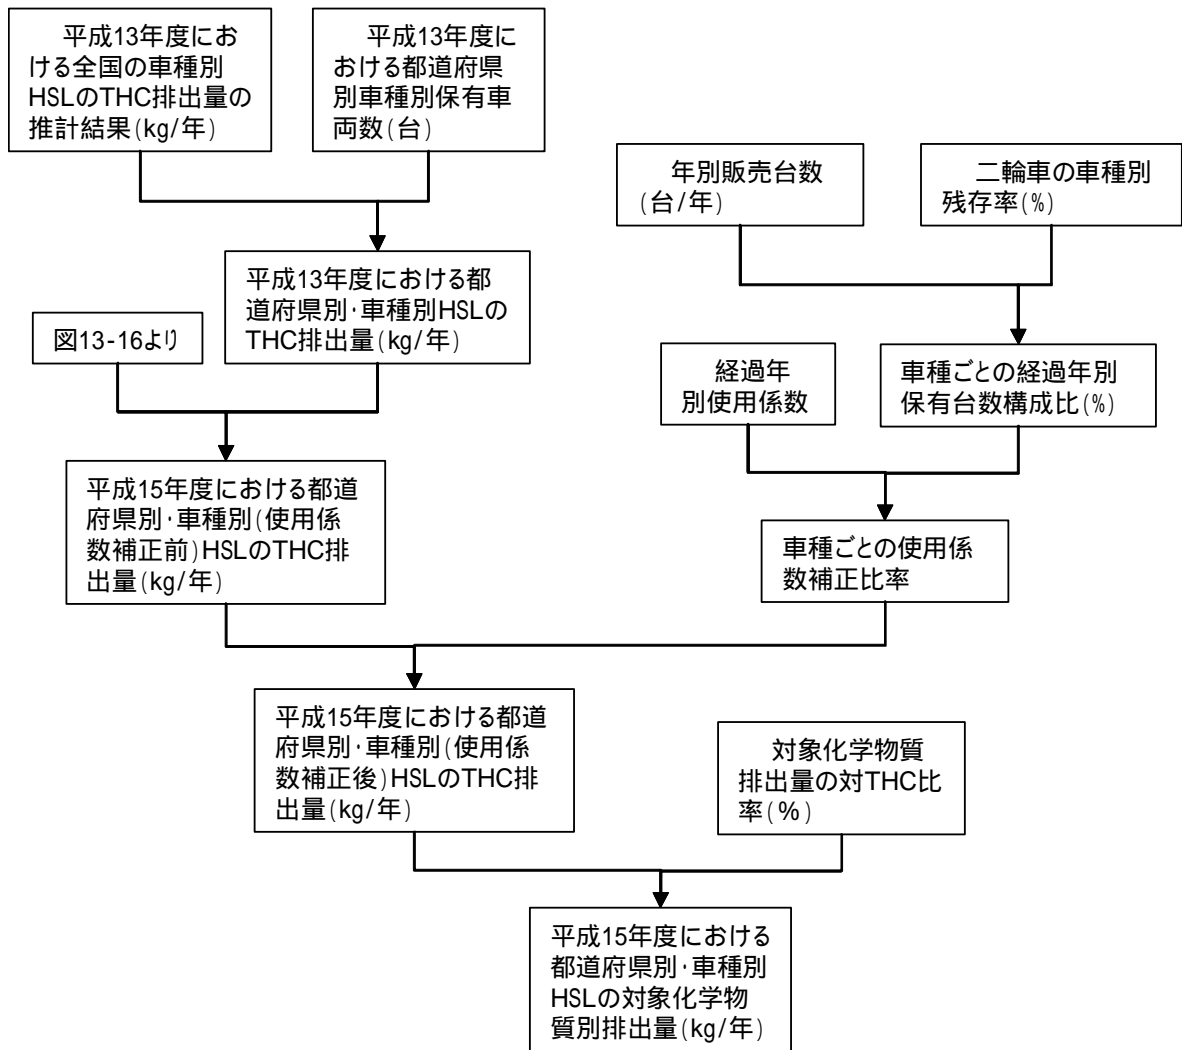 平成13年度にお
ける全国の車種別
HSLのTHC排出量の
推計結果(kg/年)
平成13年度に
おける都道府県
別車種別保有車
両数(台)
年別販売台数
(台/年)
二輪車の車種別
残存率(%)
平成13年度における都
道府県別・車種別HSLの
THC排出量(kg/年)
図13-16より
経過年
別使用係数
車種ごとの経過年別
保有台数構成比(%)
平成15年度における都道
府県別・車種別(使用係
数補正前)HSLのTHC排
出量(kg/年)
車種ごとの使用係
数補正比率
平成15年度における都道
府県別・車種別(使用係
数補正後)HSLのTHC排
出量(kg/年)
対象化学物質
排出量の対THC比
率(%)
平成15年度における
都道府県別・車種別
HSLの対象化学物
質別排出量(kg/年)